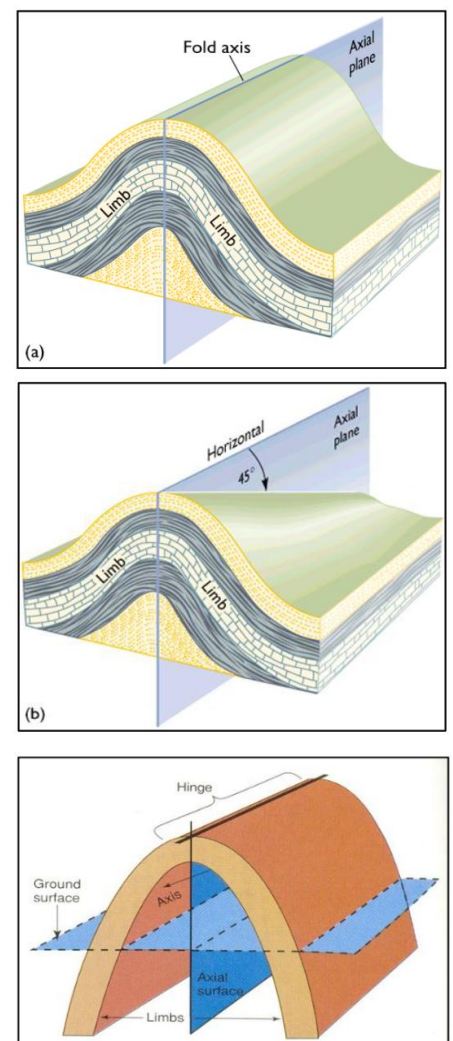 Fold axis
Axial
plane
Limb
Limb
(a)
Horizontal
Axial
plane
45°
Limb
Limb
(b)
Hinge
Ground
surface
Axis
Axial
surface
Limbs